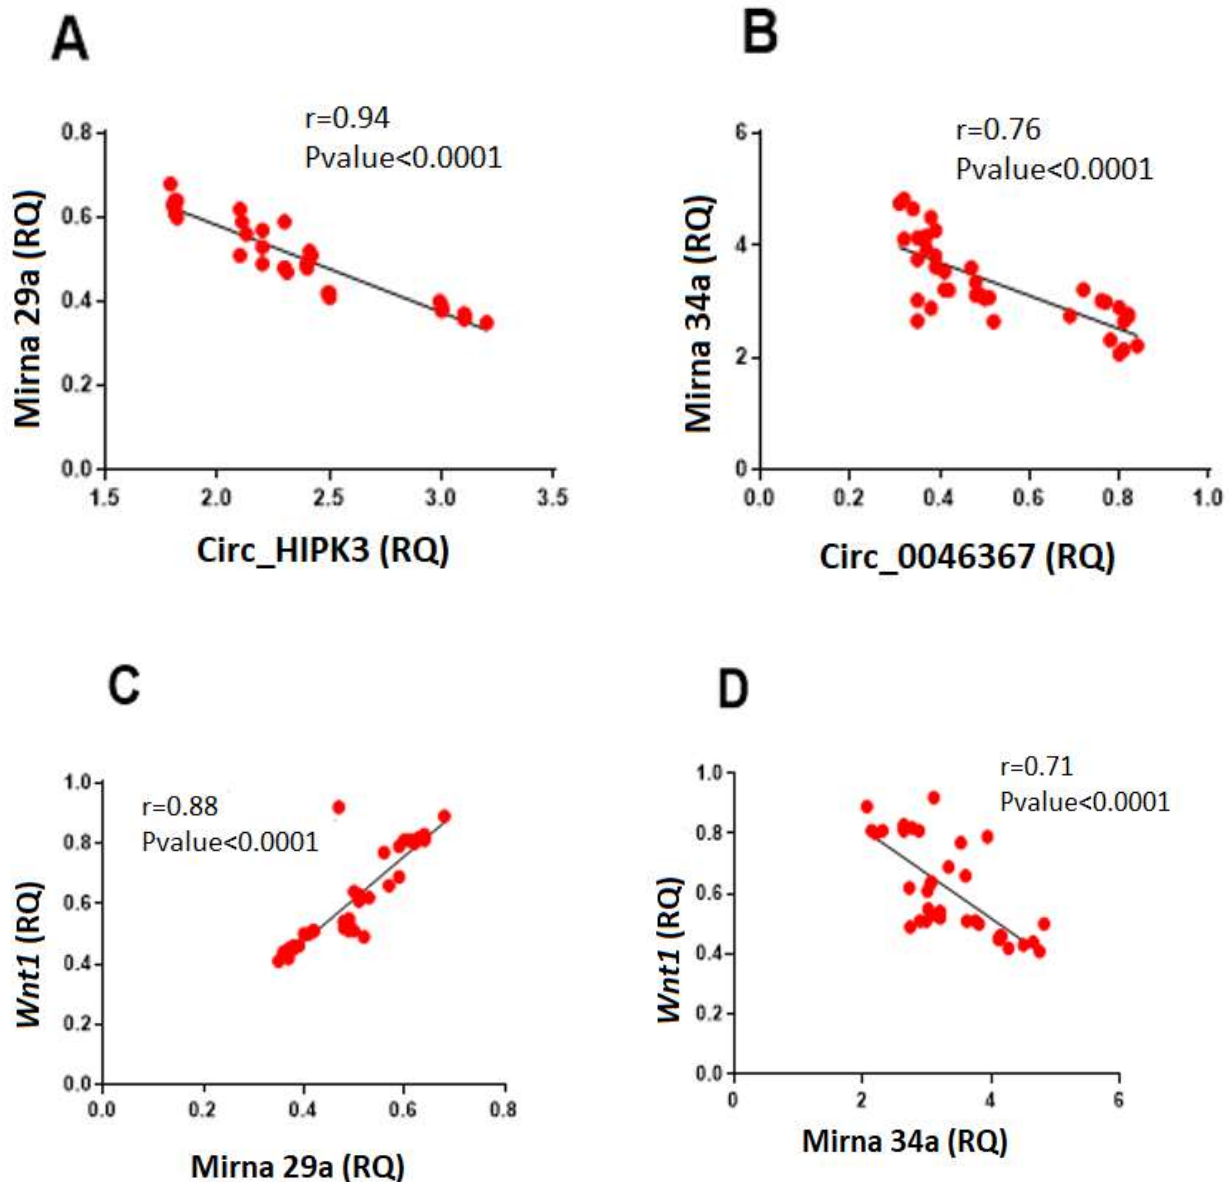 A
r=0.94
Pvalue<0.0001
Mirna 29a (RQ)
0.8
0.6
0.4
0.2
0.0
1.5 2.0 2.5 3.0 3.5
Circ_HIPK3 (RQ)
B
r=0.76
Pvalue<0.0001
Mirna 34a (RQ)
6
4
2
0
0.0 0.2 0.4 0.6 0.8 1.0
Circ_0046367 (RQ)
C
r=0.88
Pvalue<0.0001
Wnt1 (RQ)
1.0
0.8
0.6
0.4
0.2
0.0
0.0 0.2 0.4 0.6 0.8
Mirna 29a (RQ)
D
r=0.71
Pvalue<0.0001
Wnt1 (RQ)
1.0
0.8
0.6
0.4
0.2
0.0
0 2 4 6
Mirna 34a (RQ)